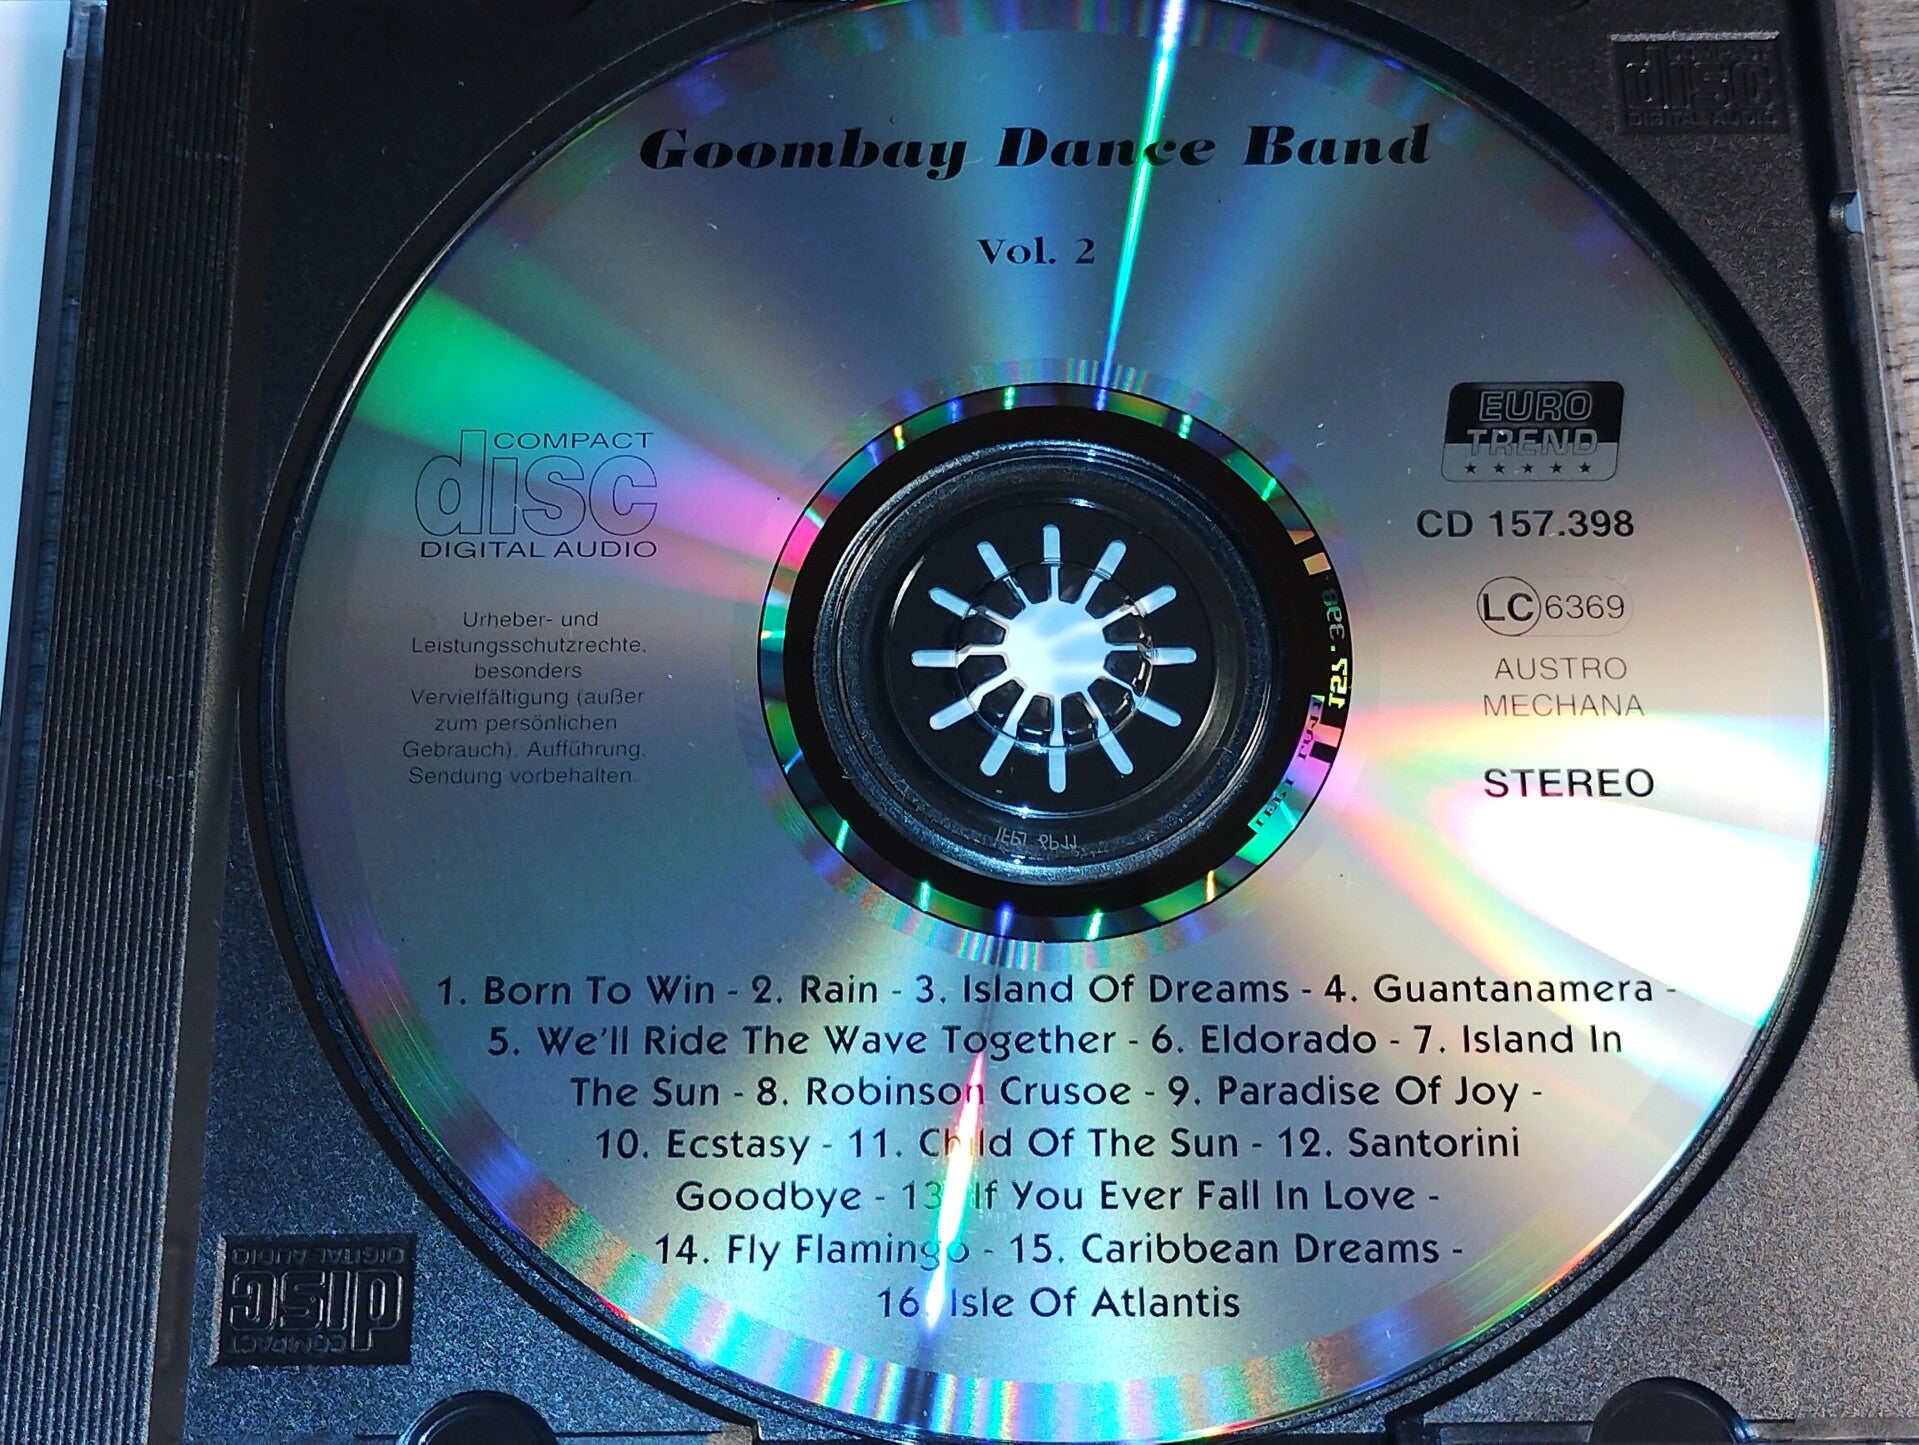 Goombay Dance Band
Vol. 2
COMPACT
disc
DIGITAL AUDIO
Urheber- und
Leistungsschutzrechte,
besonders
Vervielfältigung (außer
zum persönlichen
Gebrauch), Aufführung,
Sendung vorbehalten.
EURO
TREND
CD 157.398
LC 6369
AUSTRO
MECHANA
STEREO
1. Born To Win - 2. Rain - 3. Island Of Dreams - 4. Guantanamera -
5. We'll Ride The Wave Together - 6. Eldorado - 7. Island In
The Sun - 8. Robinson Crusoe - 9. Paradise Of Joy -
10. Ecstasy - 11. Child Of The Sun - 12. Santorini
Goodbye - 13. If You Ever Fall In Love -
14. Fly Flamingo - 15. Caribbean Dreams -
16. Isle Of Atlantis
COMPACT
disc
DIGITAL AUDIO
COMPACT
disc
DIGITAL AUDIO